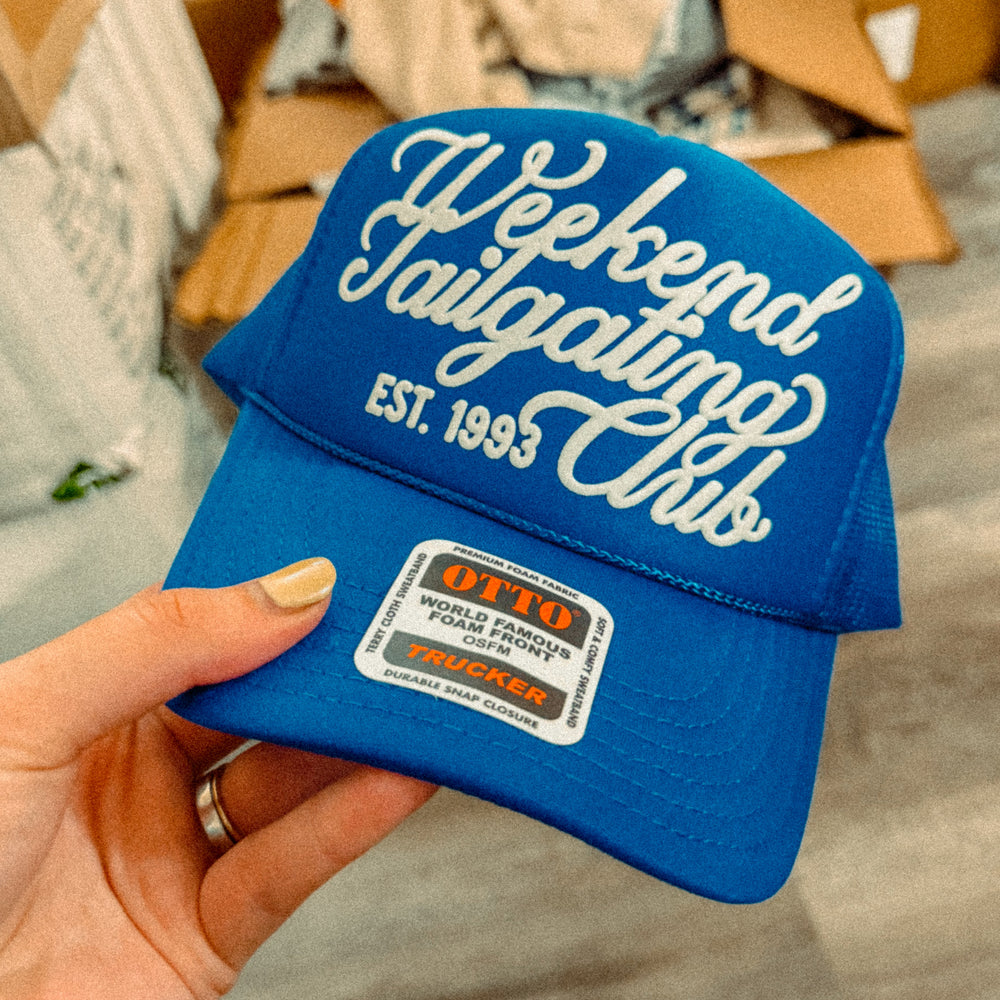 Weekend
Tailgating
EST. 1993 Club
PREMIUM FOAM FABRIC
TERRY CLOTH SWEATBAND
OTTO®
WORLD FAMOUS
FOAM FRONT
OSFM
TRUCKER
DURABLE SNAP CLOSURE
SOFT & COMFY SWEATBAND